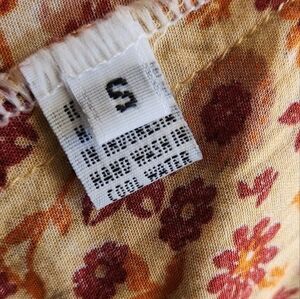 S
IN INDONESIA
HAND WASH IN
COOL WATER